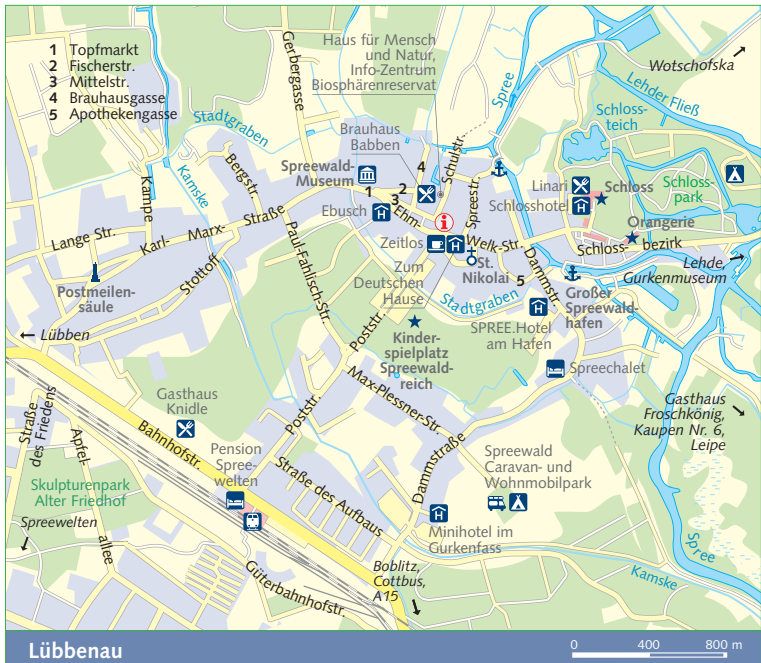 1 Topfmarkt
2 Fischerstr.
3 Mittelstr.
4 Brauhausgasse
5 Apothekengasse
Gerbergasse
Haus für Mensch
und Natur,
Info-Zentrum
Biosphärenreservat
Spree
Wotschofska
Lehder Fließ
Stadtgraben
Brauhaus
Babben
Schloss-
teich
Kamske
Bergstr.
Spreewald-
Museum
4
Schulstr.
Linari
Schloss
Schloss-
park
Kampe
1
2
3
Ebusch
Ehm-
Welk-Str.
Spreestr.
Schlosshotel
Orangerie
Lange Str.
Karl- Marx- Straße
Paul-Fahlisch-Str.
Zeitlos
i
Schloss- bezirk
Stottoff
Zum
Deutschen
Hause
St.
Nikolai
5
Dammstr.
Lehde,
Gurkenmuseum
Postmeilen-
säule
Stadtgraben
Großer
Spreewald-
hafen
Lübben
Poststr.
Kinder-
spielplatz
Spreewald-
reich
SPREE.Hotel
am Hafen
Spreechalet
Max-Plessner-Str.
Gasthaus
Knidle
Gasthaus
Froschkönig,
Kaupen Nr. 6,
Leipe
Straße
des Friedens
Apfel-
allee
Bahnhofstr.
Poststr.
Pension
Spree-
welten
Dammstraße
Spreewald
Caravan- und
Wohnmobilpark
Skulpturenpark
Alter Friedhof
Spreewelten
Straße des Aufbaus
Minihotel im
Gurkenfass
Spree
Kamske
Güterbahnhofstr.
Boblitz,
Cottbus,
A15
Lübbenau
0 400 800 m